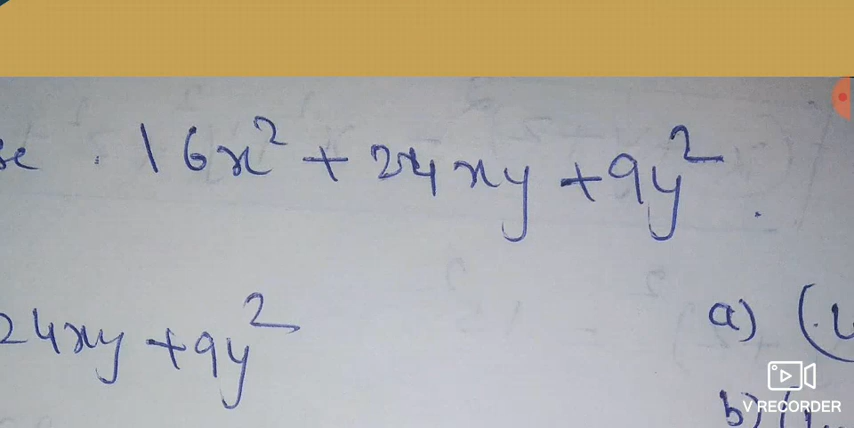 16x² + 24xy + 9y².
24xy + 9y²
a) (
b) (
V RECORDER